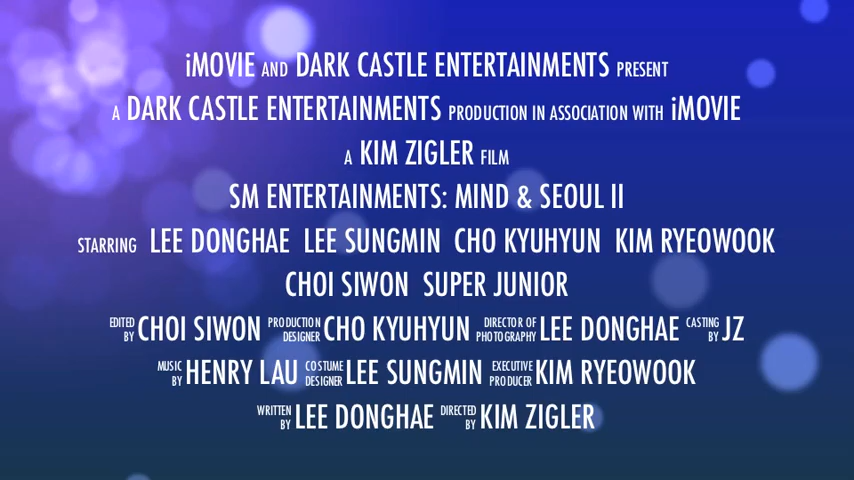 iMOVIE AND DARK CASTLE ENTERTAINMENTS PRESENT
A DARK CASTLE ENTERTAINMENTS PRODUCTION IN ASSOCIATION WITH iMOVIE
A KIM ZIGLER FILM
SM ENTERTAINMENTS: MIND & SEOUL II
STARRING LEE DONGHAE LEE SUNGMIN CHO KYUHYUN KIM RYEOWOOK
CHOI SIWON SUPER JUNIOR
EDITED BY CHOI SIWON PRODUCTION DESIGNER CHO KYUHYUN DIRECTOR OF PHOTOGRAPHY LEE DONGHAE CASTING BY JZ
MUSIC BY HENRY LAU COSTUME DESIGNER LEE SUNGMIN EXECUTIVE PRODUCER KIM RYEOWOOK
WRITTEN BY LEE DONGHAE DIRECTED BY KIM ZIGLER